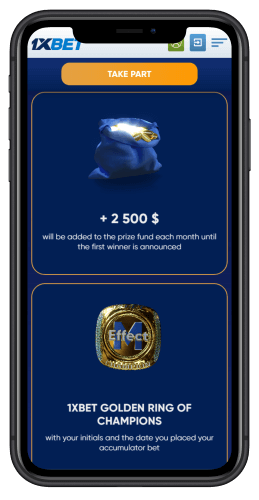 1XBET
TAKE PART
+ 2 500 $
will be added to the prize fund each month until
the first winner is announced
M
Effect
1XBET GOLDEN RING OF
CHAMPIONS
with your initials and the date you placed your
accumulator bet